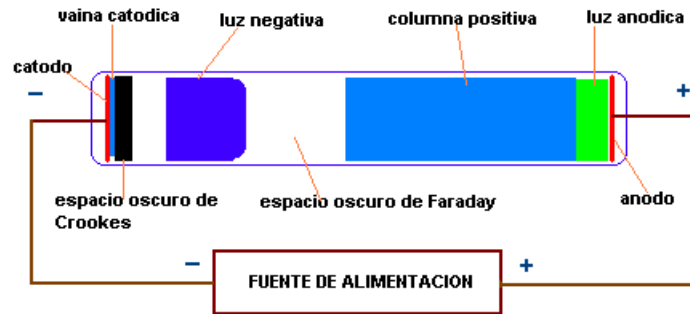 vaina catodica
luz negativa
columna positiva
luz anodica
catodo
−
+
espacio oscuro de
Crookes
espacio oscuro de Faraday
anodo
−
+
FUENTE DE ALIMENTACION